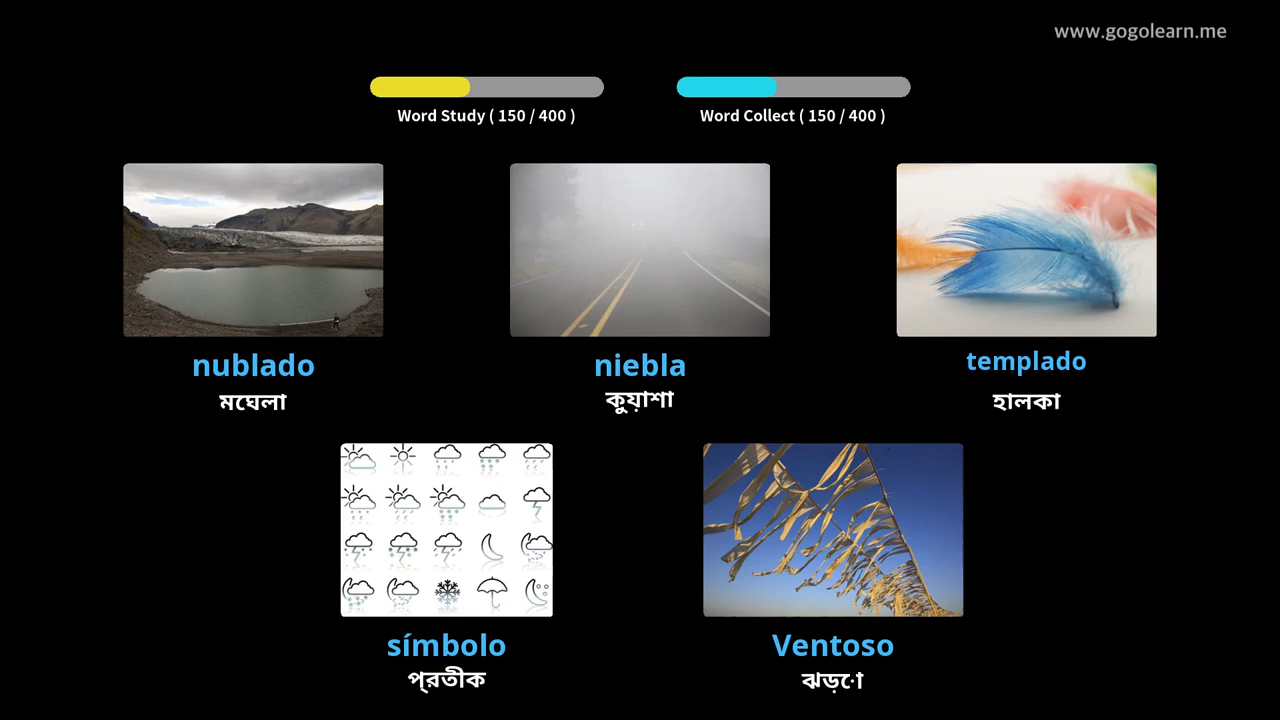 www.gogolearn.me
Word Study ( 150 / 400 )
Word Collect ( 150 / 400 )
nublado
মেঘলা
niebla
কুয়াশা
templado
হালকা
símbolo
প্রতীক
Ventoso
ঝড়ো